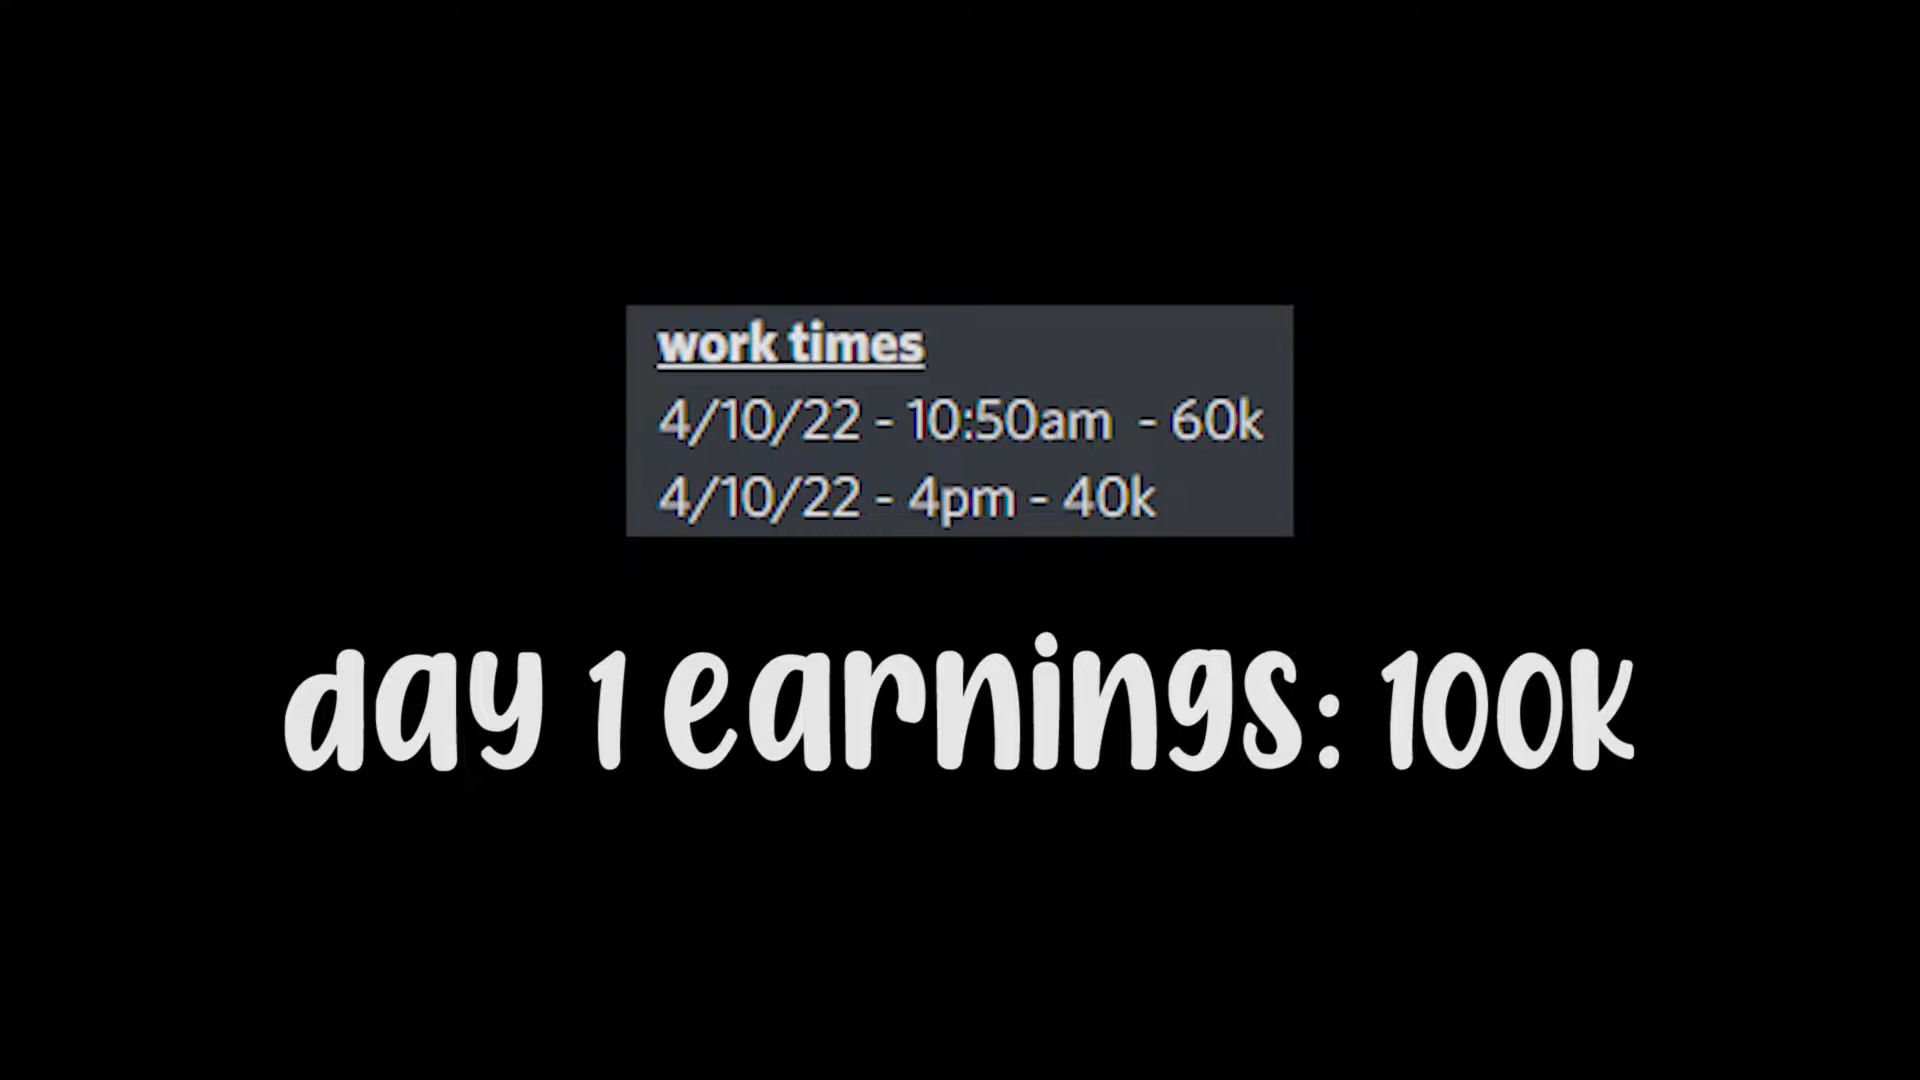 work times
4/10/22 - 10:50am - 60k
4/10/22 - 4pm - 40k
day 1 earnings: 100k